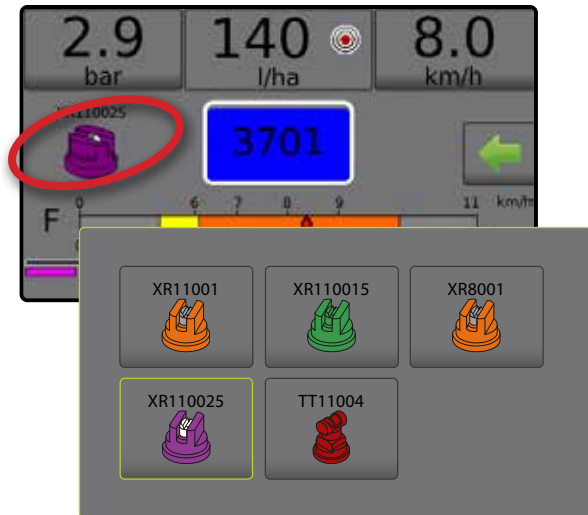 2.9 140 8.0
bar l/ha km/h
XR110025
3701
0 6 7 8 9 11 km/h
F
XR11001 XR110015 XR8001
XR110025 TT11004